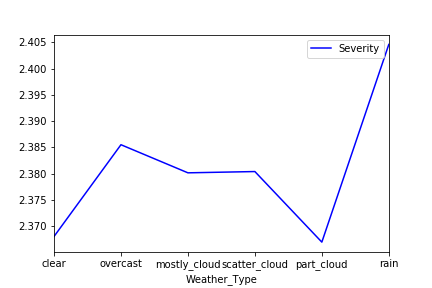 2.405
Severity
2.400
2.395
2.390
2.385
2.380
2.375
2.370
clear overcast mostly_cloud scatter_cloud part_cloud rain
Weather_Type